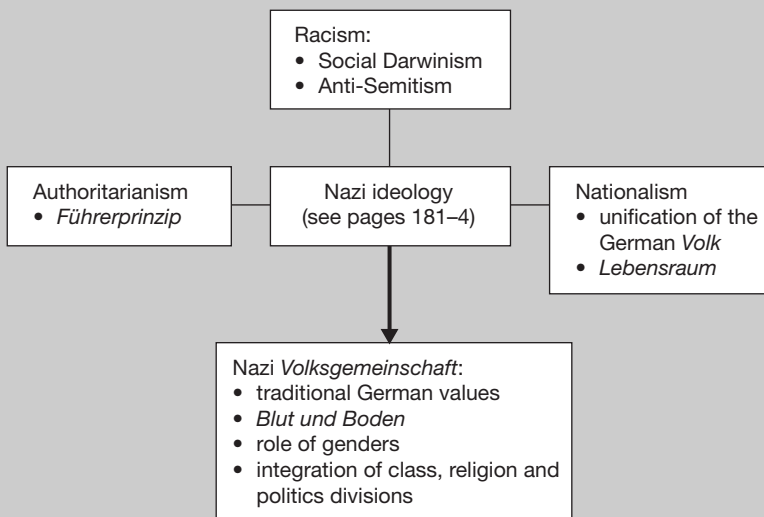 Racism:
• Social Darwinism
• Anti-Semitism
Authoritarianism
• Führerprinzip
Nazi ideology
(see pages 181–4)
Nationalism
• unification of the
German Volk
• Lebensraum
Nazi Volksgemeinschaft:
• traditional German values
• Blut und Boden
• role of genders
• integration of class, religion and
politics divisions